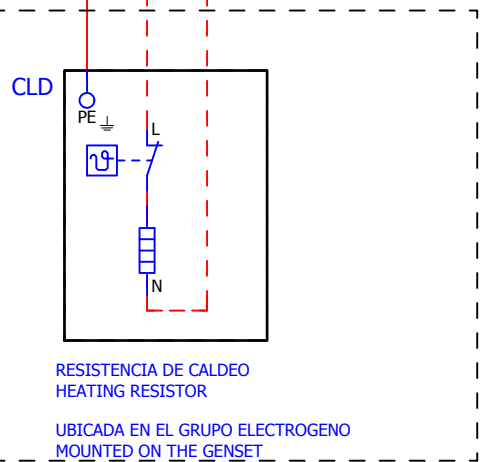 CLD
PE
L
ϑ
N
RESISTENCIA DE CALDEO
HEATING RESISTOR
UBICADA EN EL GRUPO ELECTROGENO
MOUNTED ON THE GENSET